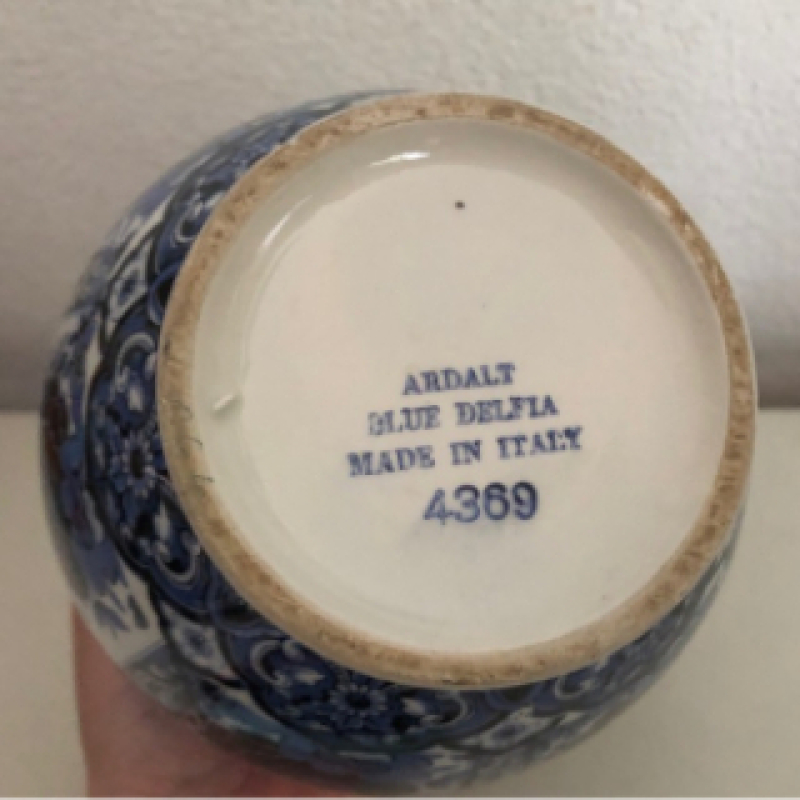 ARDALT
BLUE DELFIA
MADE IN ITALY
4369